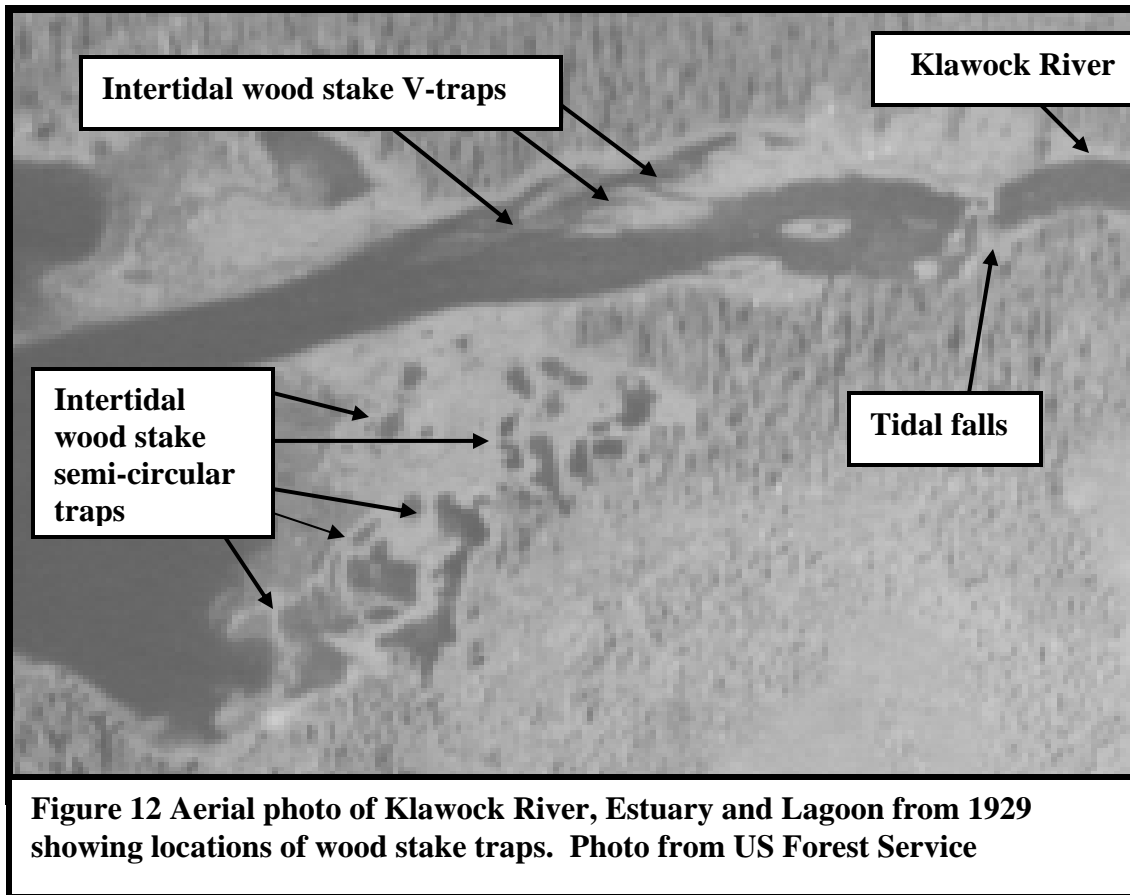 Klawock River
Intertidal wood stake V-traps
Intertidal
wood stake
semi-circular
traps
Tidal falls
Figure 12 Aerial photo of Klawock River, Estuary and Lagoon from 1929
showing locations of wood stake traps.  Photo from US Forest Service